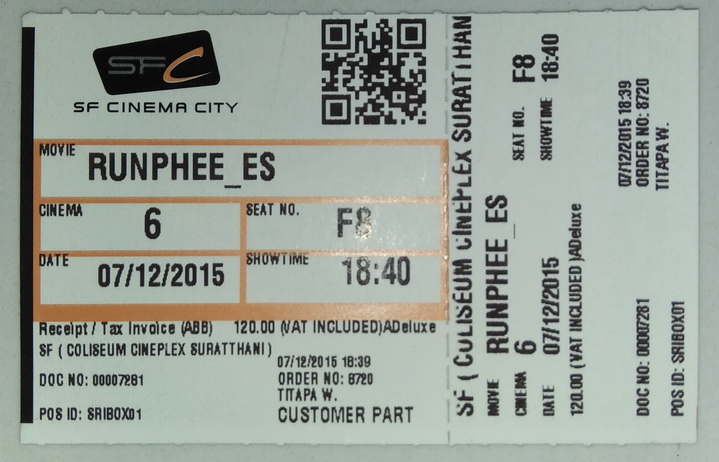 SFC
SF CINEMA CITY
MOVIE
RUNPHEE_ES
CINEMA
6
SEAT NO.
F8
DATE
07/12/2015
SHOWTIME
18:40
Receipt / Tax Invoice (ABB) 120.00 (VAT INCLUDED)ADeluxe
SF ( COLISEUM CINEPLEX SURATTHANI)
07/12/2015 18:39
DOC NO: 00007281
ORDER NO: 8720
TITAPA W.
POS ID: SRIBOX01
CUSTOMER PART
SF ( COLISEUM CINEPLEX SURATTHAN
MOVIE RUNPHEE_ES
SEAT NO. F8
CINEMA 6
SHOWTIME 18:40
DATE 07/12/2015
120.00 (VAT INCLUDED )ADeluxe
07/12/2015 18:39
DOC NO: 00007281
ORDER NO: 8720
POS ID: SRIBOX01
TITAPA W.